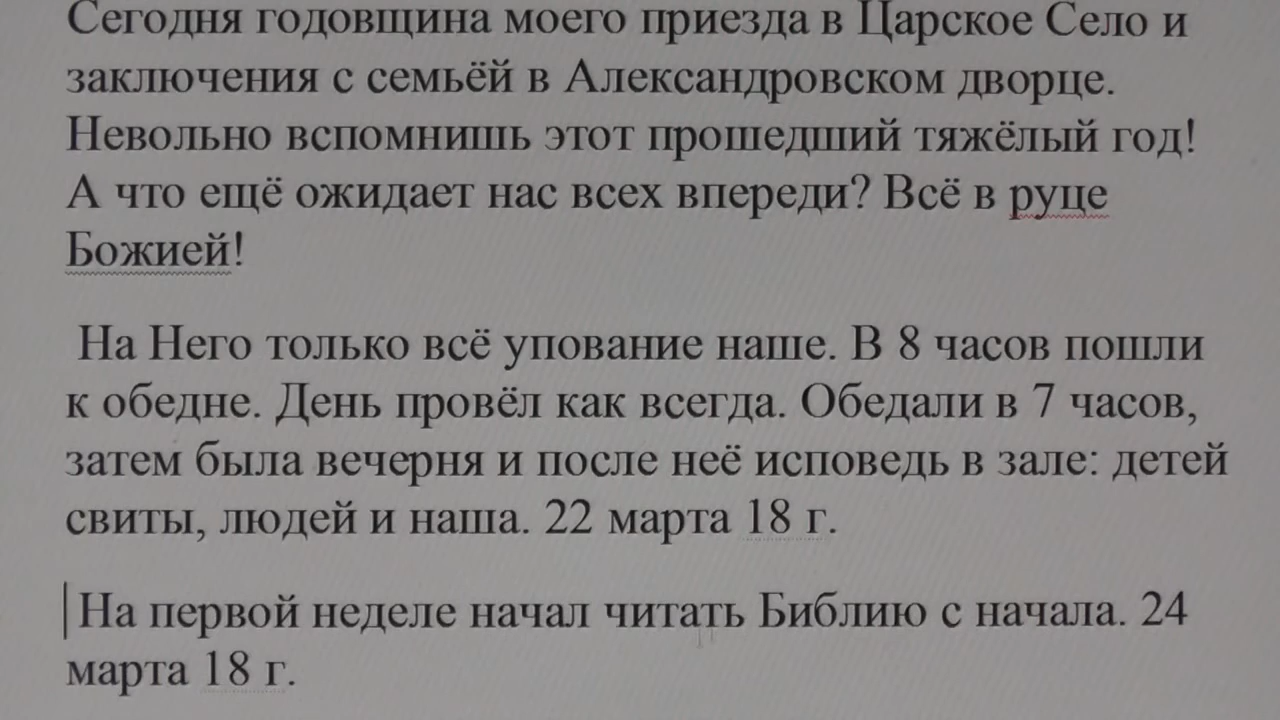 Сегодня годовщина моего приезда в Царское Село и
заключения с семьёй в Александровском дворце.
Невольно вспомнишь этот прошедший тяжёлый год!
А что ещё ожидает нас всех впереди? Всё в руце
Божией!
На Него только всё упование наше. В 8 часов пошли
к обедне. День провёл как всегда. Обедали в 7 часов,
затем была вечерня и после неё исповедь в зале: детей
свиты, людей и наша. 22 марта 18 г.
На первой неделе начал читать Библию с начала. 24
марта 18 г.